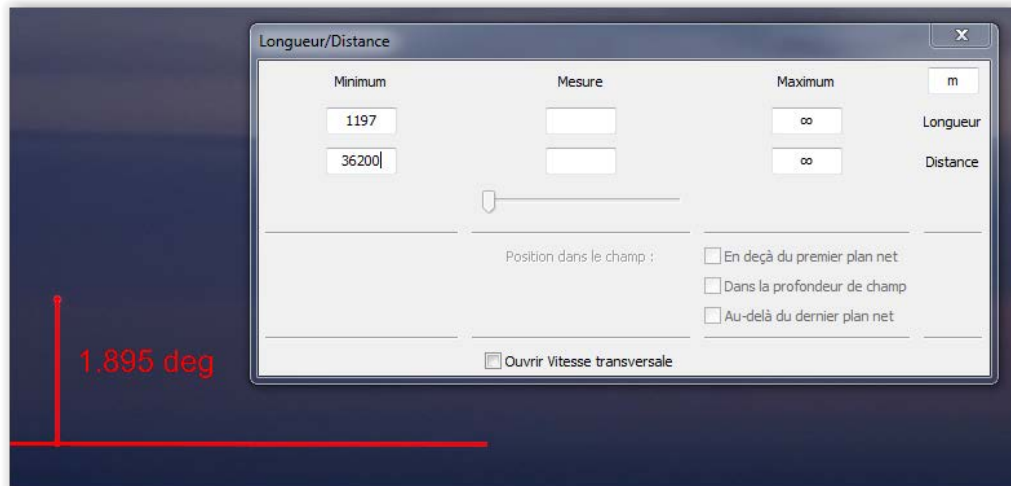 Longueur/Distance
X
Minimum Mesure Maximum m
1197 ∞ Longueur
36200 ∞ Distance
Position dans le champ :
En deçà du premier plan net
Dans la profondeur de champ
Au-delà du dernier plan net
Ouvrir Vitesse transversale
1.895 deg